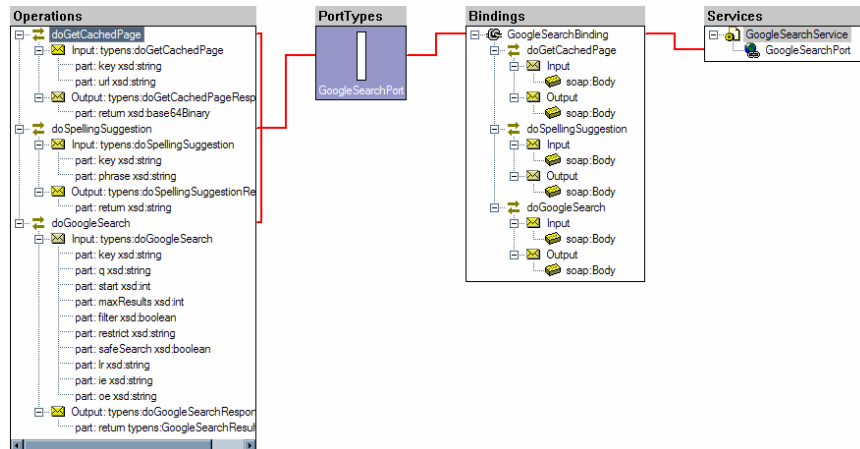 Operations
doGetCachedPage
Input: typens:doGetCachedPage
part: key xsd:string
part: url xsd:string
Output: typens:doGetCachedPageResp
part: return xsd:base64Binary
doSpellingSuggestion
Input: typens:doSpellingSuggestion
part: key xsd:string
part: phrase xsd:string
Output: typens:doSpellingSuggestionRe
part: return xsd:string
doGoogleSearch
Input: typens:doGoogleSearch
part: key xsd:string
part: q xsd:string
part: start xsd:int
part: maxResults xsd:int
part: filter xsd:boolean
part: restrict xsd:string
part: safeSearch xsd:boolean
part: lr xsd:string
part: ie xsd:string
part: oe xsd:string
Output: typens:doGoogleSearchRespon
part: return typens:GoogleSearchResul
PortTypes
GoogleSearchPort
Bindings
GoogleSearchBinding
doGetCachedPage
Input
soap:Body
Output
soap:Body
doSpellingSuggestion
Input
soap:Body
Output
soap:Body
doGoogleSearch
Input
soap:Body
Output
soap:Body
Services
GoogleSearchService
GoogleSearchPort